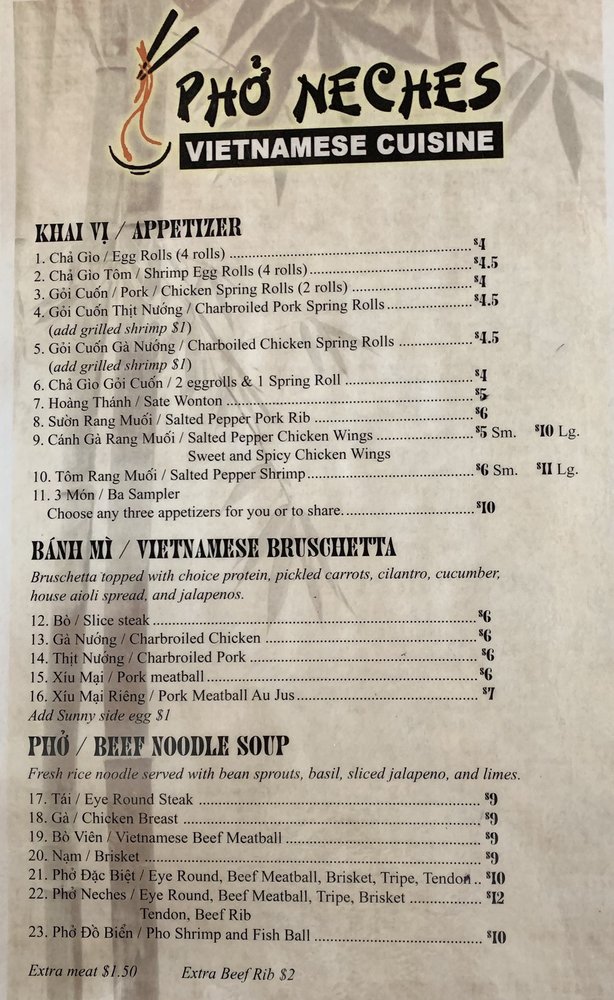 PHỞ NECHES
VIETNAMESE CUISINE
KHAI VỊ / APPETIZER
1. Chả Gìo / Egg Rolls (4 rolls) $4
2. Chả Gìo Tôm / Shrimp Egg Rolls (4 rolls) $4.5
3. Gỏi Cuốn / Pork / Chicken Spring Rolls (2 rolls) $4
4. Gỏi Cuốn Thịt Nướng / Charbroiled Pork Spring Rolls $4.5
(add grilled shrimp $1)
5. Gỏi Cuốn Gà Nướng / Charboiled Chicken Spring Rolls $4.5
(add grilled shrimp $1)
6. Chả Gìo Gỏi Cuốn / 2 eggrolls & 1 Spring Roll $4
7. Hoàng Thánh / Sate Wonton $5
8. Sườn Rang Muối / Salted Pepper Pork Rib $6
9. Cánh Gà Rang Muối / Salted Pepper Chicken Wings $5 Sm. $10 Lg.
Sweet and Spicy Chicken Wings
10. Tôm Rang Muối / Salted Pepper Shrimp $6 Sm. $11 Lg.
11. 3 Món / Ba Sampler
Choose any three appetizers for you or to share. $10
BÁNH MÌ / VIETNAMESE BRUSCHETTA
Bruschetta topped with choice protein, pickled carrots, cilantro, cucumber,
house aioli spread, and jalapenos.
12. Bò / Slice steak $6
13. Gà Nướng / Charbroiled Chicken $6
14. Thịt Nướng / Charbroiled Pork $6
15. Xíu Mại / Pork meatball $6
16. Xíu Mại Riêng / Pork Meatball Au Jus $7
Add Sunny side egg $1
PHỞ / BEEF NOODLE SOUP
Fresh rice noodle served with bean sprouts, basil, sliced jalapeno, and limes.
17. Tái / Eye Round Steak $9
18. Gà / Chicken Breast $9
19. Bò Viên / Vietnamese Beef Meatball $9
20. Nạm / Brisket $9
21. Phở Đặc Biệt / Eye Round, Beef Meatball, Brisket, Tripe, Tendon $10
22. Phở Neches / Eye Round, Beef Meatball, Tripe, Brisket $12
Tendon, Beef Rib
23. Phở Đồ Biển / Pho Shrimp and Fish Ball $10
Extra meat $1.50 Extra Beef Rib $2